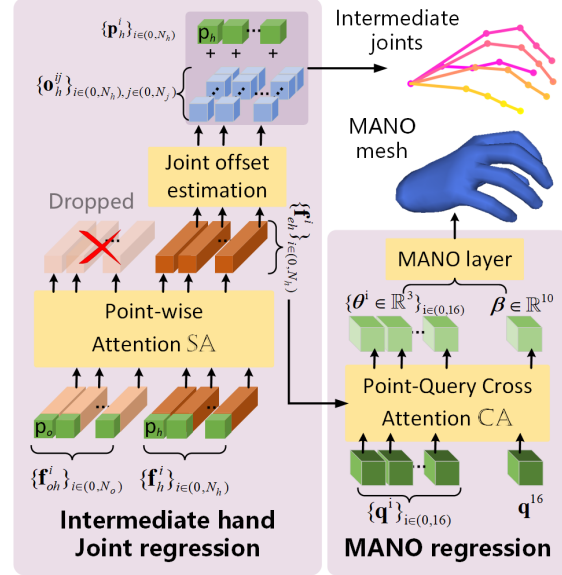 {p_h^i}_{i∈(0,N_h)}
p_h
...
+ + +
{o_h^{ij}}_{i∈(0,N_h),j∈(0,N_j)}
...
...
Joint offset
estimation
Dropped
...
...
{f_{eh}^i}_{i∈(0,N_h)}
Point-wise
Attention 𝕊𝔸
...
...
p_o
p_h
{f_{oh}^i}_{i∈(0,N_o)}
{f_h^i}_{i∈(0,N_h)}
Intermediate hand
Joint regression
Intermediate
joints
MANO
mesh
MANO layer
{θ^i ∈ ℝ^3}_{i∈(0,16)}
β ∈ ℝ^{10}
...
Point-Query Cross
Attention ℂ𝔸
...
{q^i}_{i∈(0,16)}
q^{16}
MANO regression